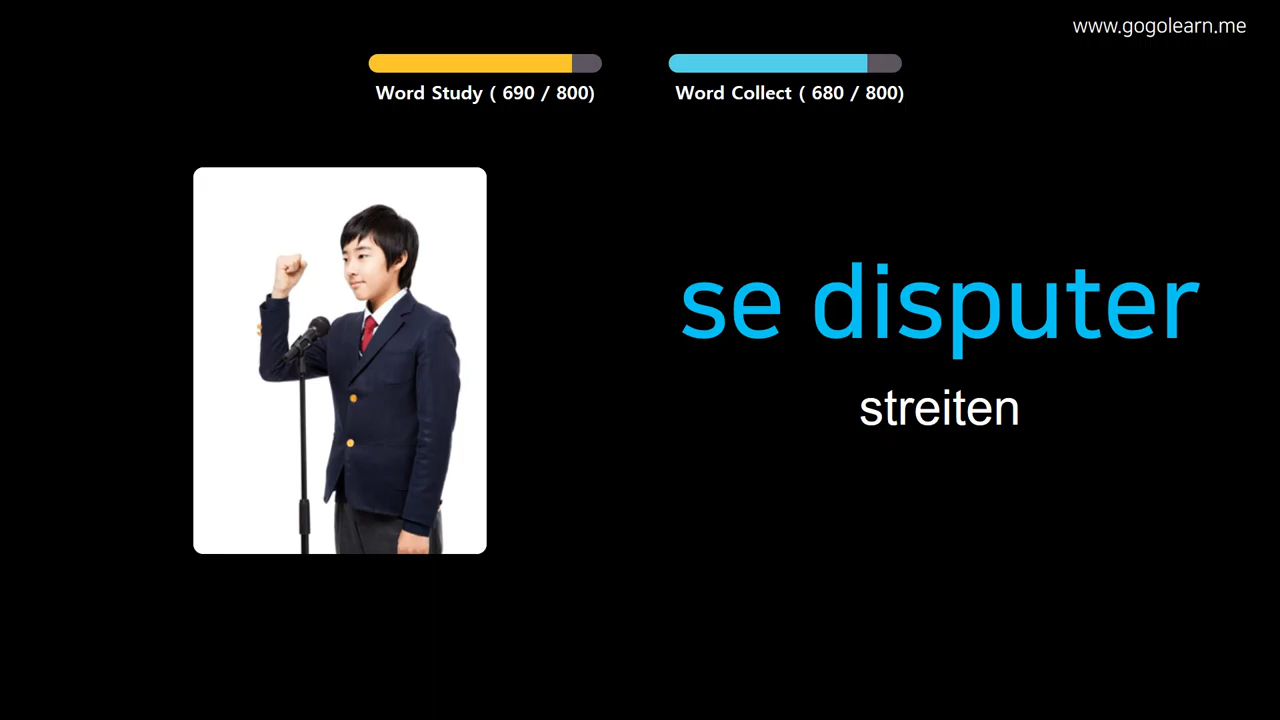 www.gogolearn.me
Word Study ( 690 / 800)
Word Collect ( 680 / 800)
se disputer
streiten